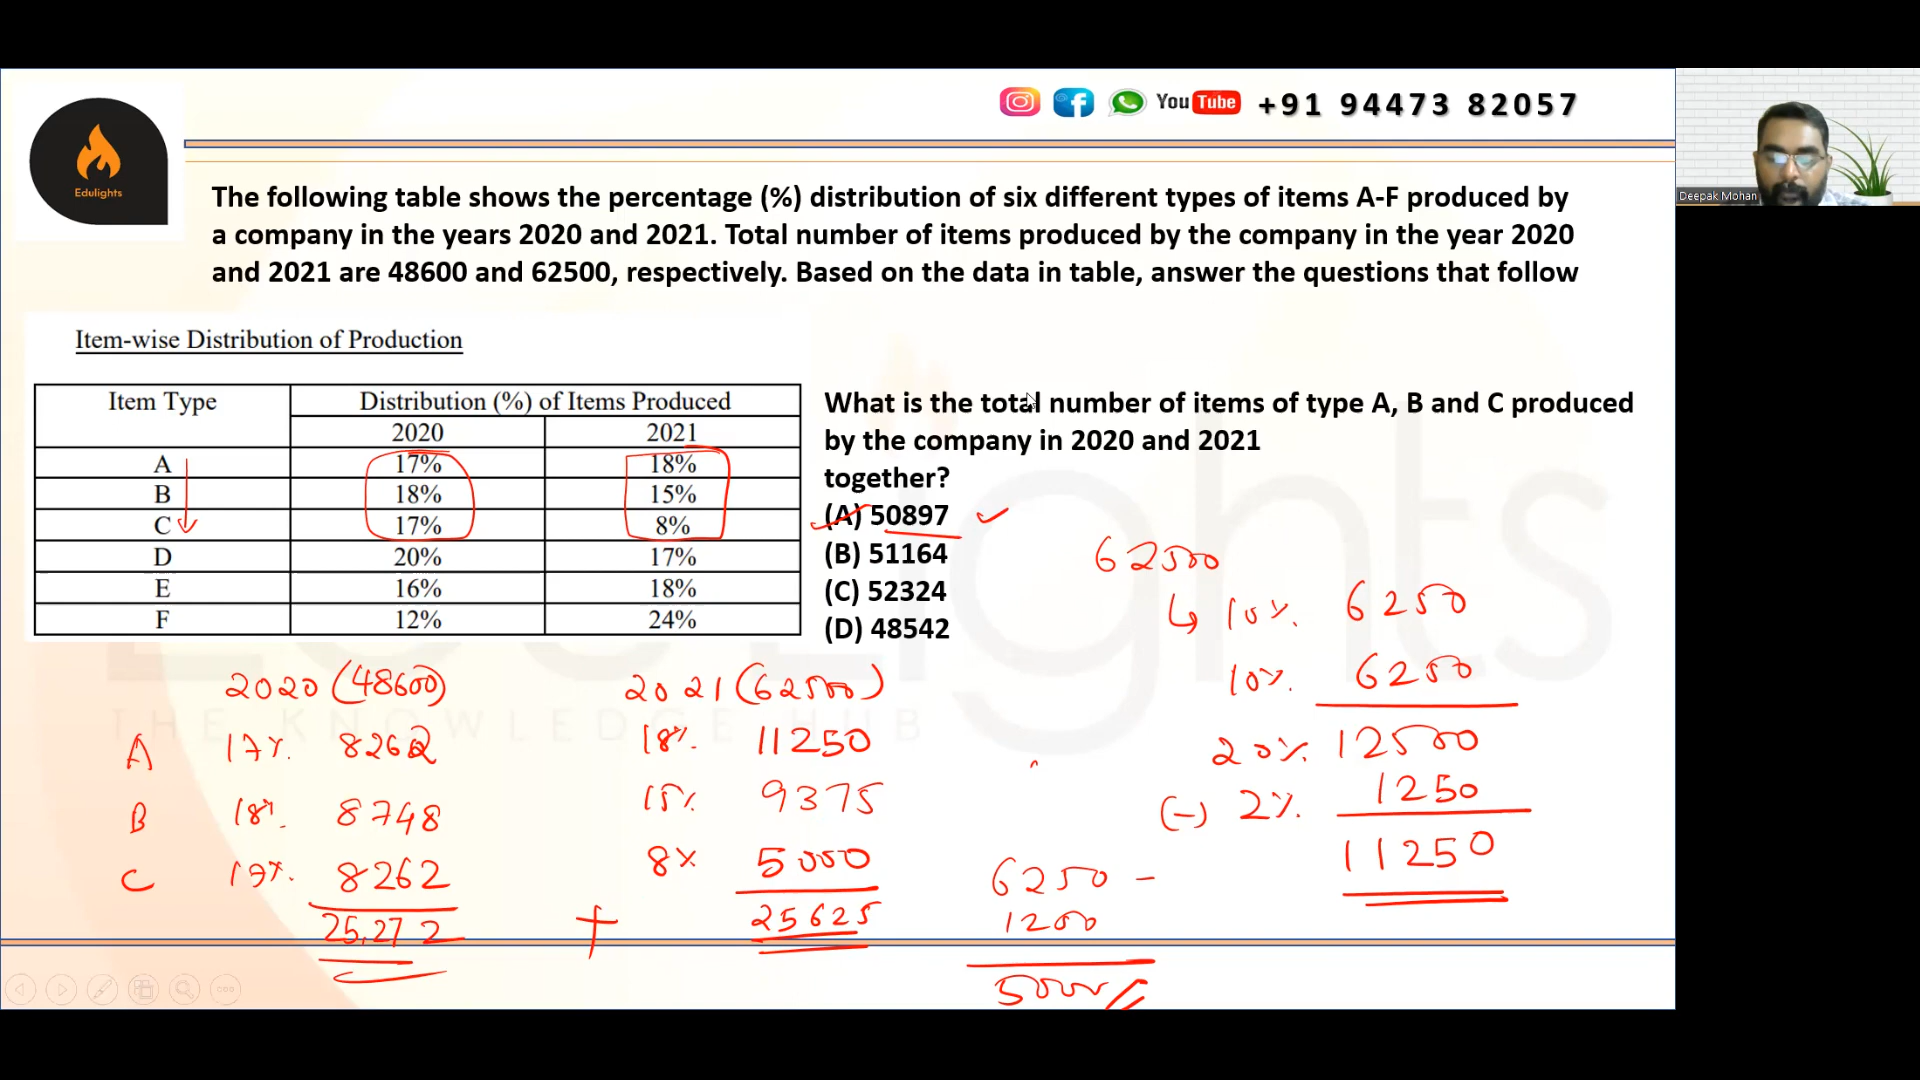 You Tube +91 94473 82057
Edulights
Deepak Mohan
The following table shows the percentage (%) distribution of six different types of items A-F produced by
a company in the years 2020 and 2021. Total number of items produced by the company in the year 2020
and 2021 are 48600 and 62500, respectively. Based on the data in table, answer the questions that follow
Item-wise Distribution of Production
Item Type Distribution (%) of Items Produced
2020 2021
A 17% 18%
B 18% 15%
C 17% 8%
D 20% 17%
E 16% 18%
F 12% 24%
What is the total number of items of type A, B and C produced
by the company in 2020 and 2021
together?
(A) 50897
(B) 51164
(C) 52324
(D) 48542
2020 (48600)
A 17% 8262
B 18% 8748
C 17% 8262
25,272
+
2021 (62500)
18% 11250
15% 9375
8% 5000
25625
62500
10% 6250
10% 6250
20% 12500
(-) 2% 1250
11250
6250 -
1250
5000
THE KNOWLEDGE HUB